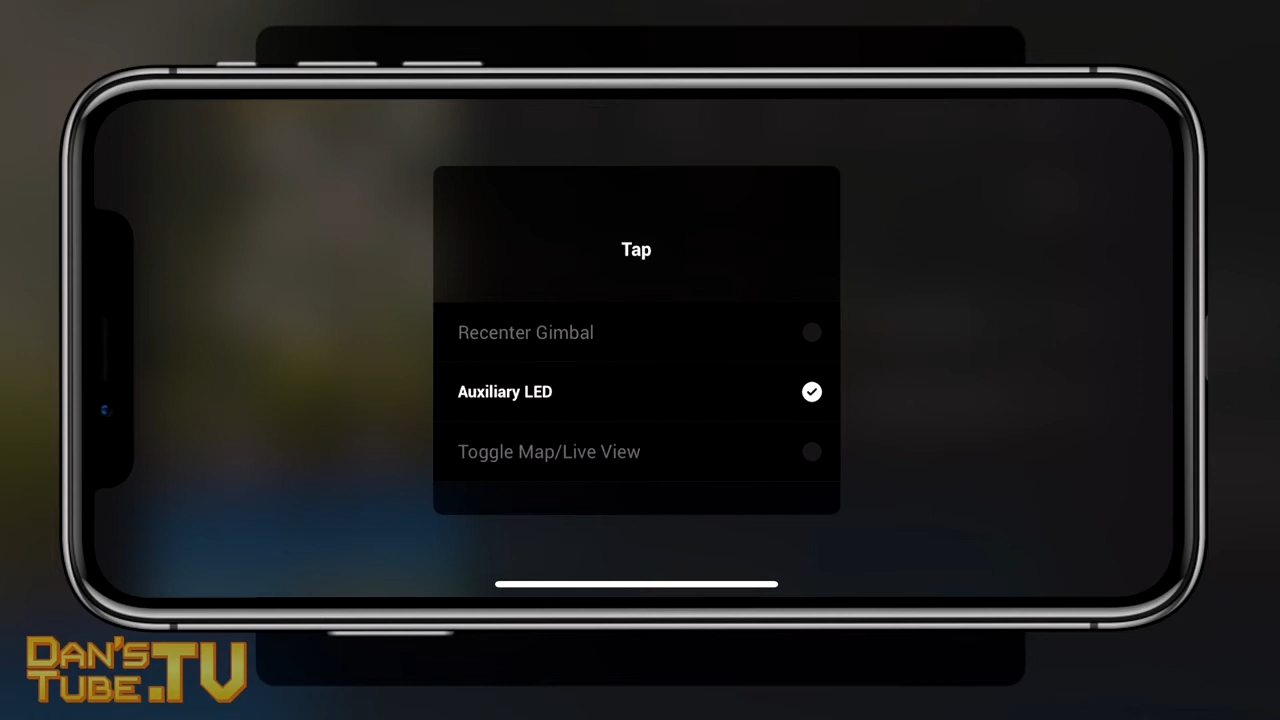 Tap
Recenter Gimbal
Auxiliary LED
Toggle Map/Live View
DAN'S
TUBE.TV